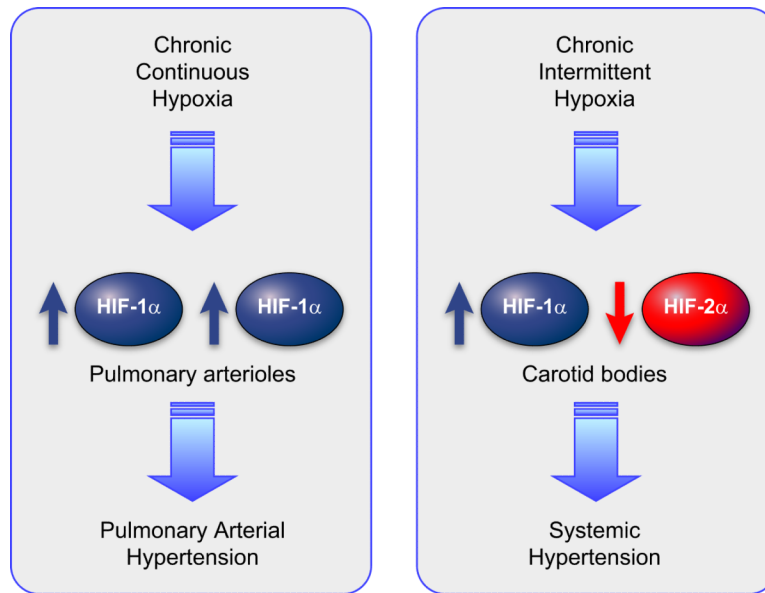 Chronic
Continuous
Hypoxia
HIF-1α
HIF-1α
Pulmonary arterioles
Pulmonary Arterial
Hypertension
Chronic
Intermittent
Hypoxia
HIF-1α
HIF-2α
Carotid bodies
Systemic
Hypertension